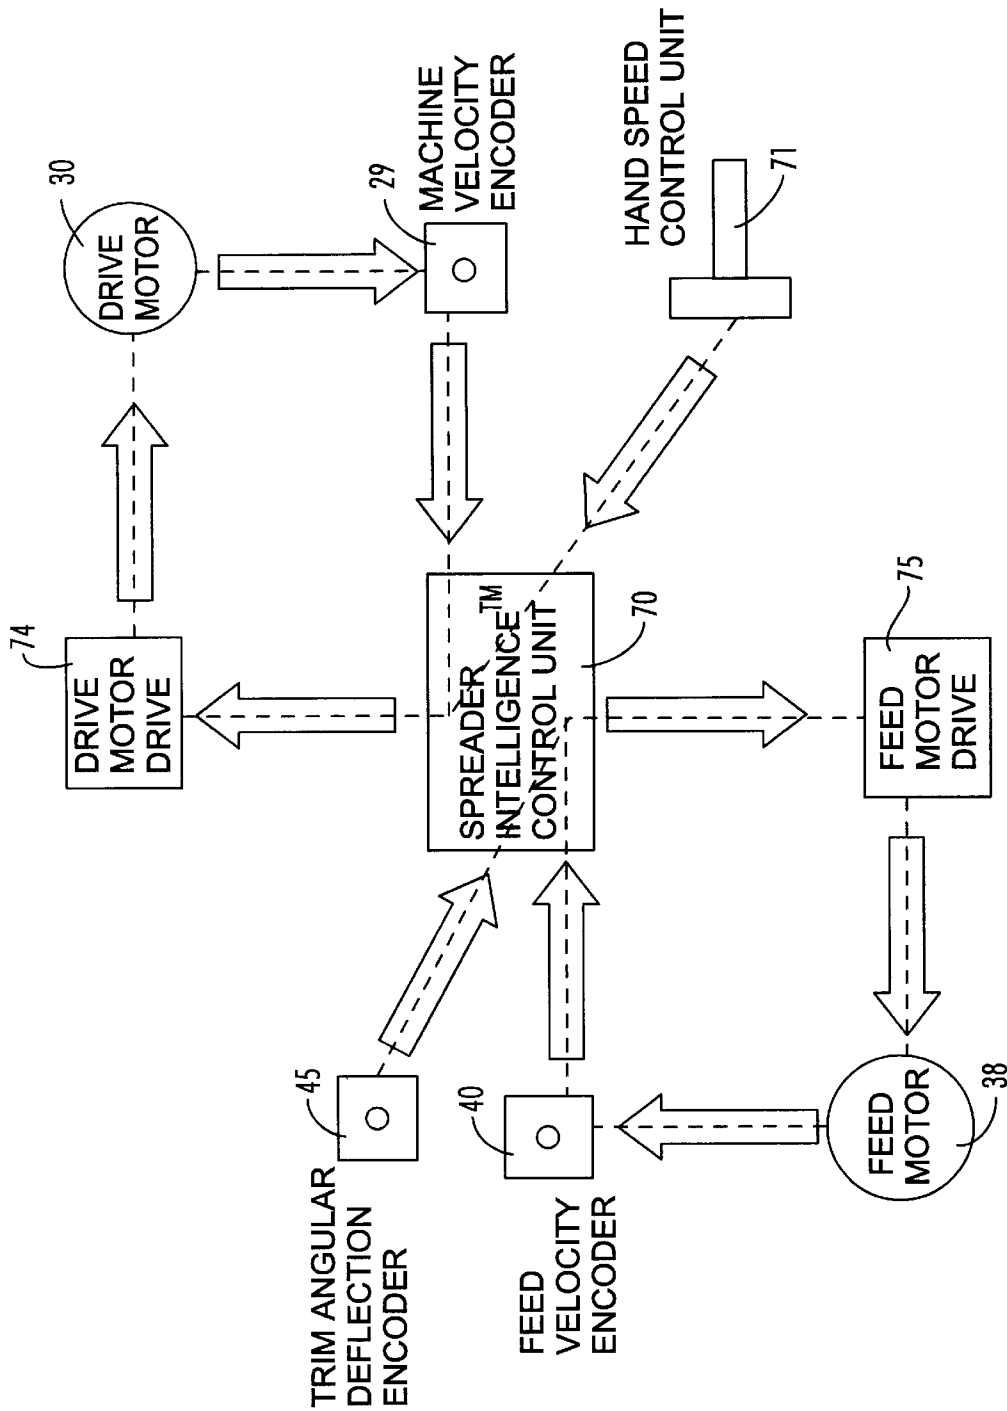 TRIM ANGULAR
DEFLECTION
ENCODER
45
FEED
VELOCITY
ENCODER
40
FEED
MOTOR
38
DRIVE
MOTOR
DRIVE
74
SPREADER
INTELLIGENCE™
CONTROL UNIT
70
FEED
MOTOR
DRIVE
75
DRIVE
MOTOR
30
MACHINE
VELOCITY
ENCODER
29
HAND SPEED
CONTROL UNIT
71